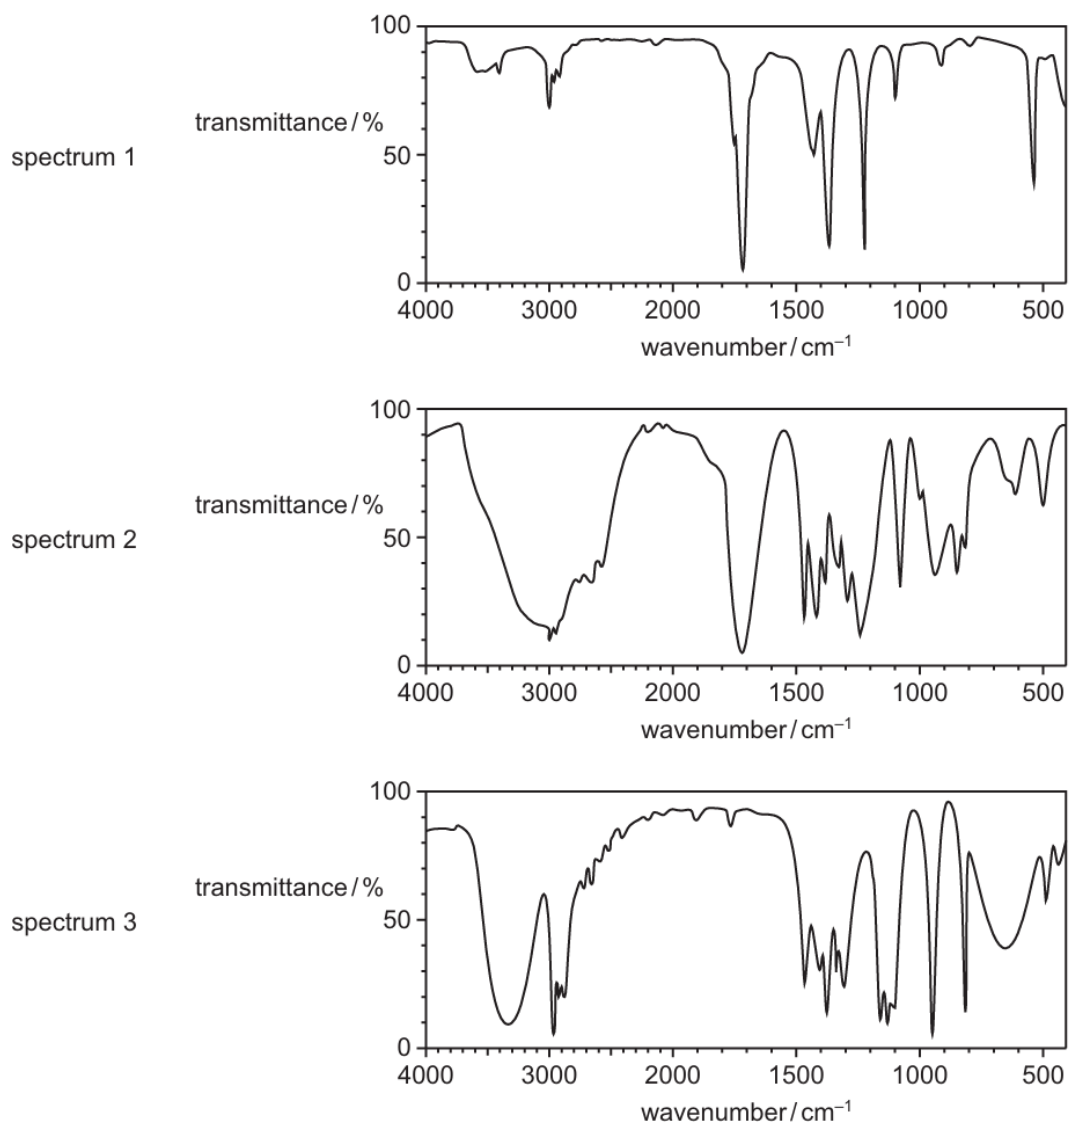 100
transmittance / %
spectrum 1
50
0
4000 3000 2000 1500 1000 500
wavenumber / cm–1
100
transmittance / %
spectrum 2
50
0
4000 3000 2000 1500 1000 500
wavenumber / cm–1
100
transmittance / %
spectrum 3
50
0
4000 3000 2000 1500 1000 500
wavenumber / cm–1